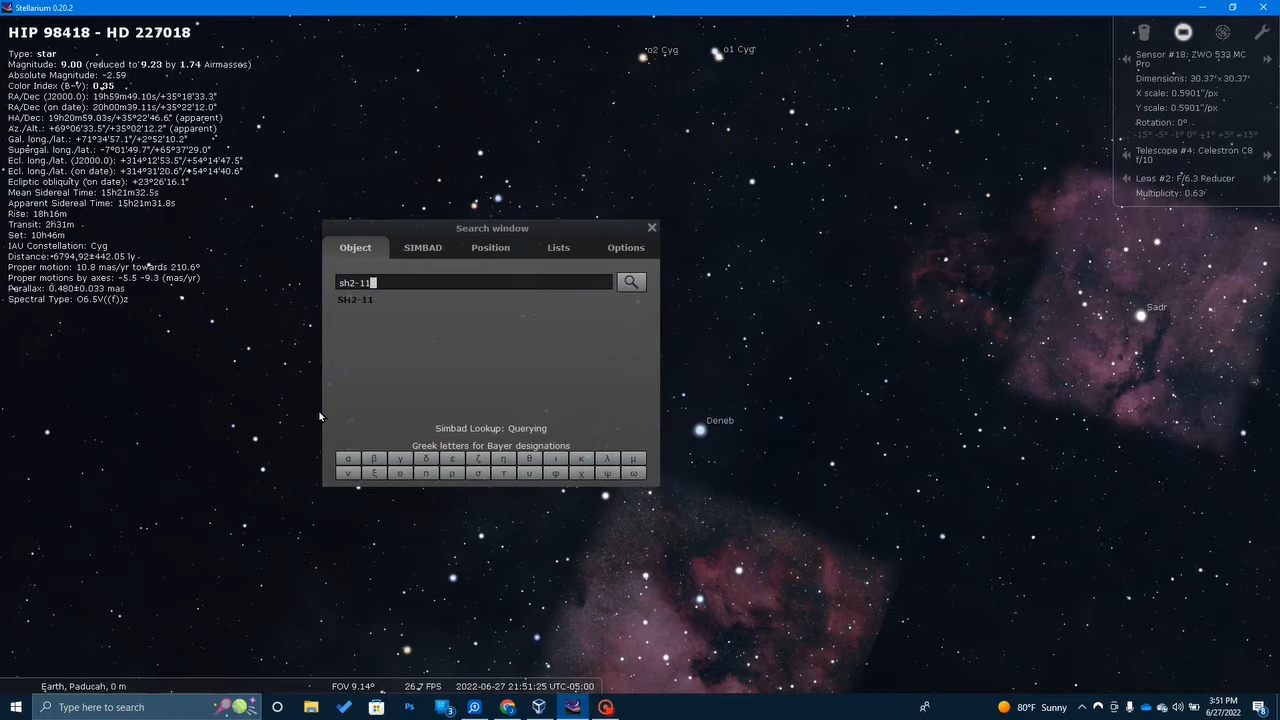 Stellarium 0.20.2
HIP 98418 - HD 227018
Type: star
Magnitude: 9.00 (reduced to 9.23 by 1.74 Airmasses)
Absolute Magnitude: -2.59
Color Index (B-V): 0.35
RA/Dec (J2000.0): 19h59m49.10s/+35°18'33.3"
RA/Dec (on date): 20h00m39.11s/+35°22'12.0"
HA/Dec: 19h20m59.03s/+35°22'46.6" (apparent)
Az./Alt.: +69°06'33.5"/+35°02'12.2" (apparent)
Gal. long./lat.: +71°34'57.1"/+2°52'10.2"
Supergal. long./lat.: -7°01'49.7"/+65°37'29.0"
Ecl. long./lat. (J2000.0): +314°12'53.5"/+54°14'47.5"
Ecl. long./lat. (on date): +314°31'20.6"/+54°14'40.6"
Ecliptic obliquity (on date): +23°26'16.1"
Mean Sidereal Time: 15h21m32.5s
Apparent Sidereal Time: 15h21m31.8s
Rise: 18h16m
Transit: 2h31m
Set: 10h46m
IAU Constellation: Cyg
Distance: 6794.92±442.05 ly
Proper motion: 10.8 mas/yr towards 210.6°
Proper motions by axes: -5.5 -9.3 (mas/yr)
Parallax: 0.480±0.033 mas
Spectral Type: O6.5V((f))z
o2 Cyg
o1 Cyg
Sensor #18: ZWO 533 MC
Pro
Dimensions: 30.37'×30.37'
X scale: 0.5901"/px
Y scale: 0.5901"/px
Rotation: 0°
-15° -5° -1° 0° +1° +5° +15°
Telescope #4: Celestron C8
f/10
Lens #2: F/6.3 Reducer
Multiplicity: 0.63
Search window
Object
SIMBAD
Position
Lists
Options
sh2-11
SH2-11
Simbad Lookup: Querying
Greek letters for Bayer designations
α β γ δ ε ζ η θ ι κ λ μ
ν ξ ο π ρ σ τ υ φ χ ψ ω
Sadr
Deneb
Earth, Paducah, 0 m
FOV 9.14°
26.7 FPS
2022-06-27 21:51:25 UTC-05:00
Type here to search
Ps
3
80°F Sunny
3:51 PM
6/27/2022
8